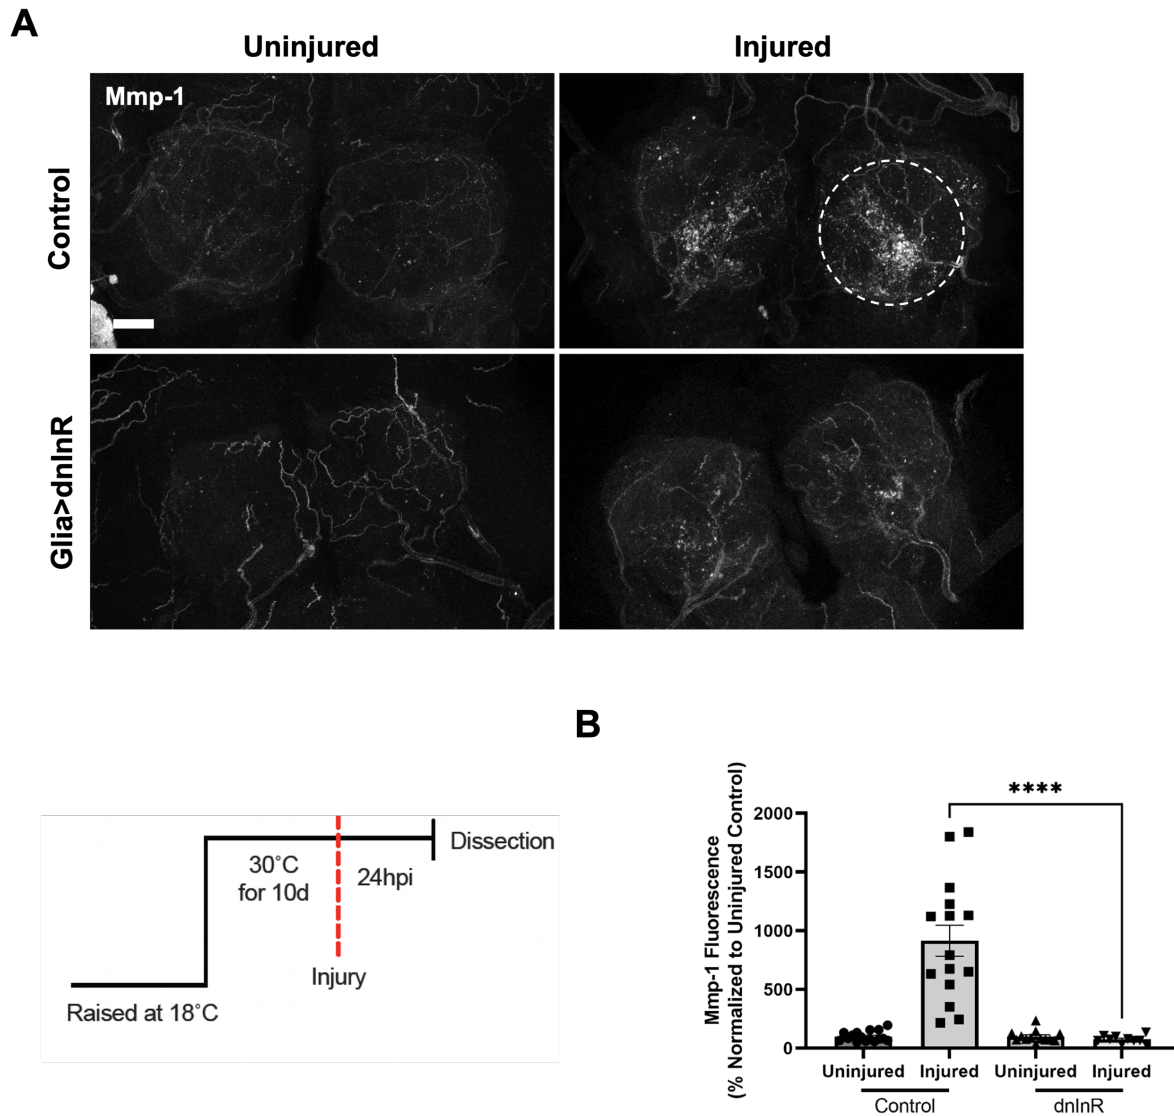 A
Uninjured
Injured
Mmp-1
Control
Glia>dnInR
30˚C
for 10d
24hpi
Dissection
Injury
Raised at 18˚C
B
Mmp-1 Fluorescence
(% Normalized to Uninjured Control)
****
2000
1500
1000
500
0
Uninjured Injured Uninjured Injured
Control dnInR